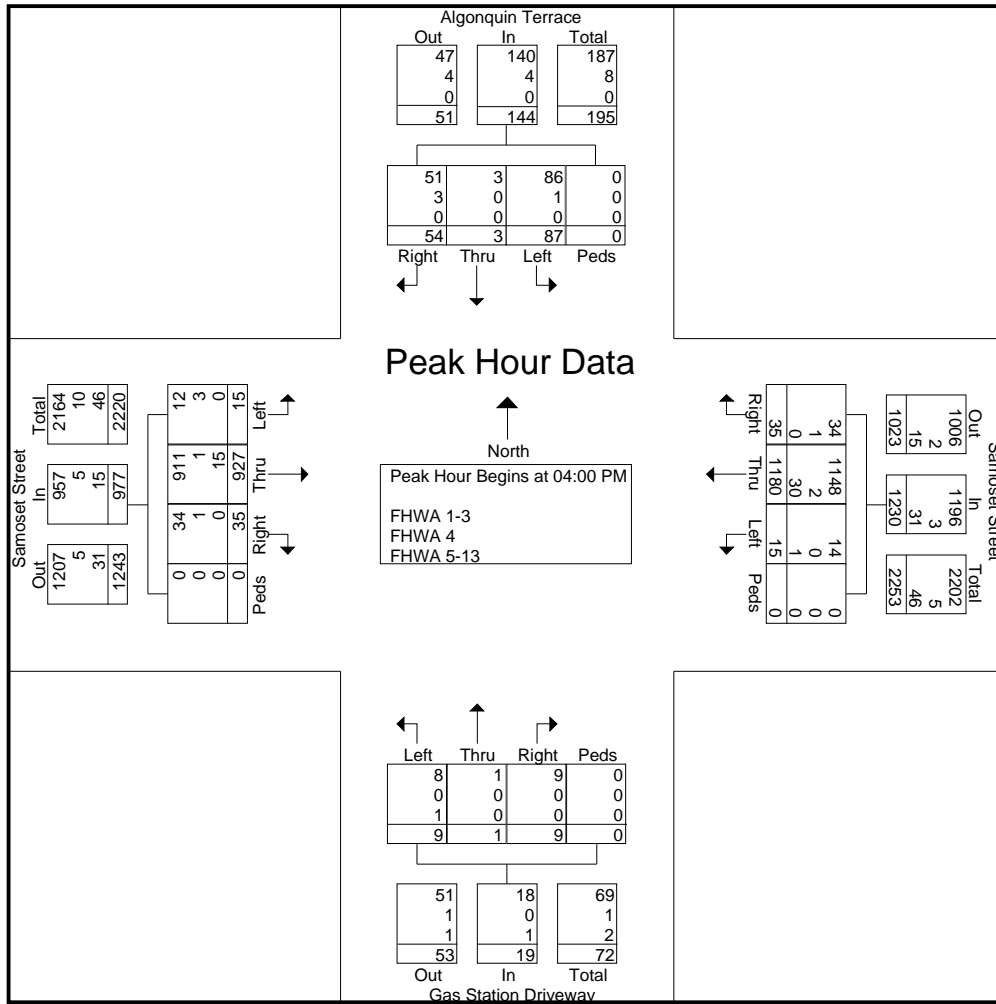 Algonquin Terrace
Out In Total
47 140 187
4 4 8
0 0 0
51 144 195
51 3 86 0
3 0 1 0
0 0 0 0
54 3 87 0
Right Thru Left Peds
Peak Hour Data
North
Peak Hour Begins at 04:00 PM
FHWA 1-3
FHWA 4
FHWA 5-13
Samoset Street
Out In Total
1207 957 2164
5 5 10
31 15 46
1243 977 2220
Peds Right Thru Left
0 34 911 12
0 1 1 3
0 0 15 0
0 35 927 15
Samoset Street
Out In Total
1006 1196 2202
2 3 5
15 31 46
1023 1230 2253
34 1148 14 0
1 2 0 0
0 30 1 0
35 1180 15 0
Right Thru Left Peds
Left Thru Right Peds
8 1 9 0
0 0 0 0
1 0 0 0
9 1 9 0
51 18 69
1 0 1
1 1 2
53 19 72
Out In Total
Gas Station Driveway